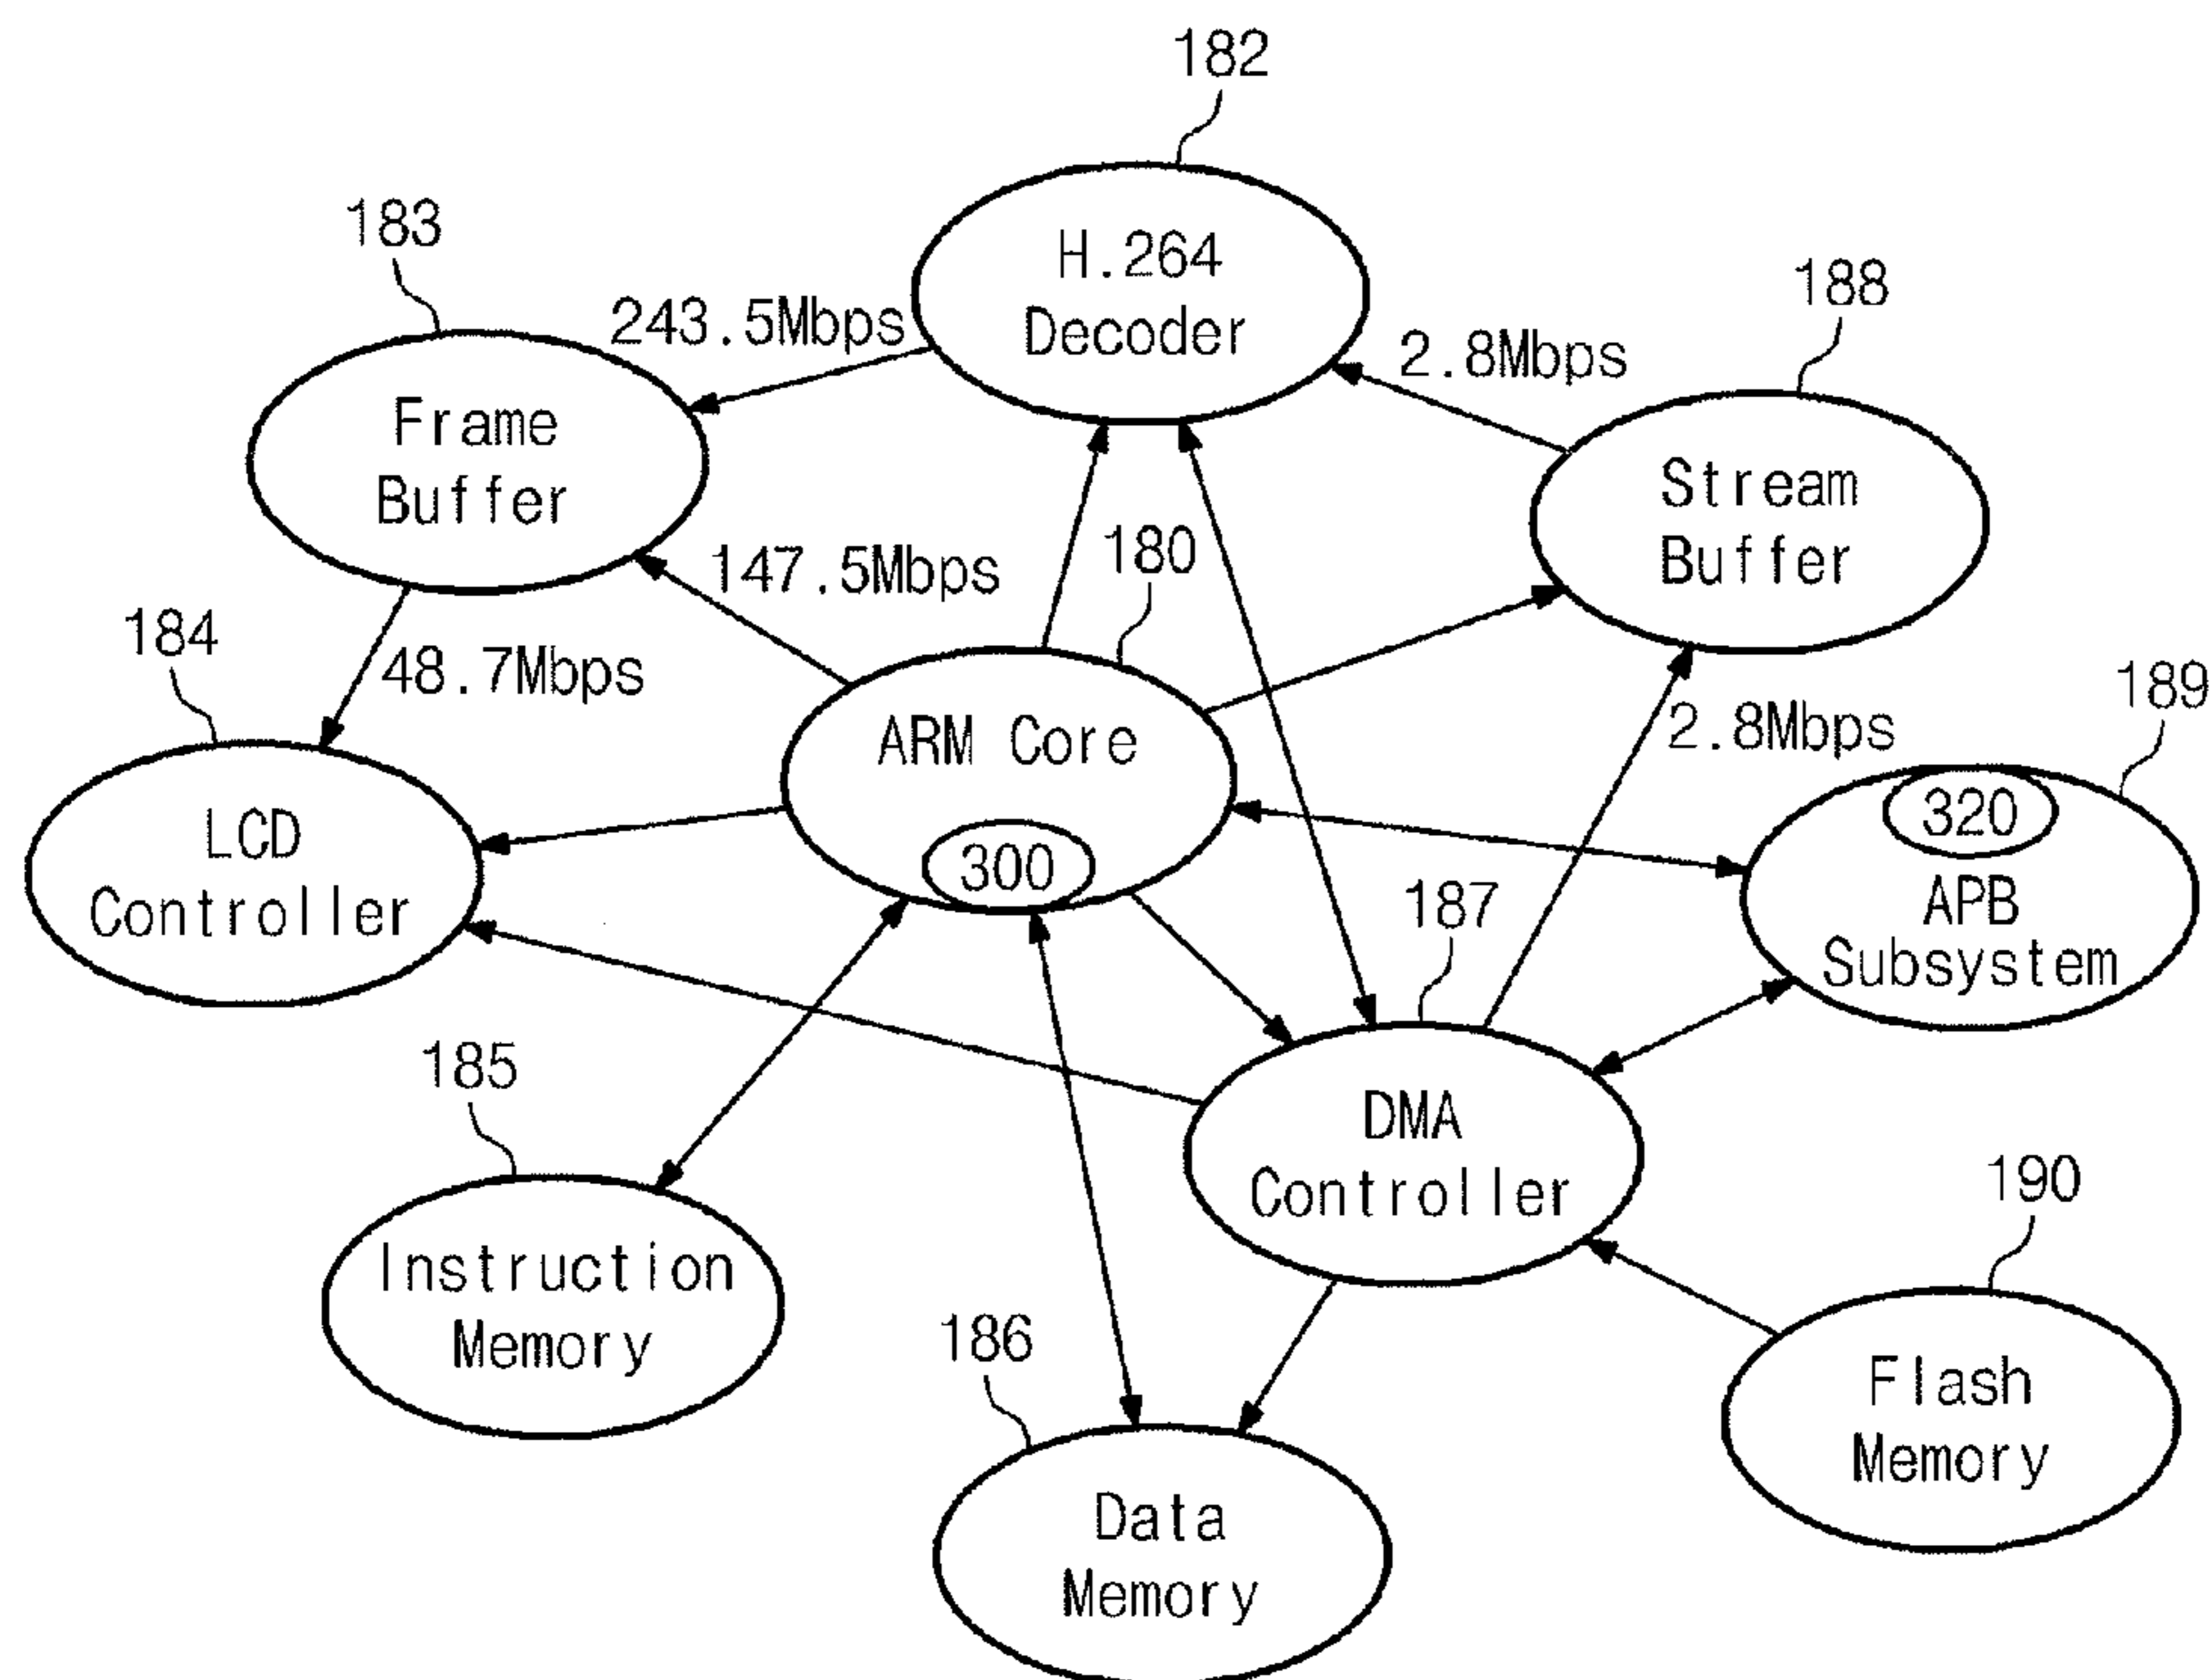 182
H.264
Decoder
183
243.5Mbps
188
2.8Mbps
Frame
Buffer
Stream
Buffer
147.5Mbps
180
184
48.7Mbps
189
2.8Mbps
ARM Core
300
LCD
Controller
320
APB
Subsystem
187
185
DMA
Controller
190
Instruction
Memory
186
Flash
Memory
Data
Memory